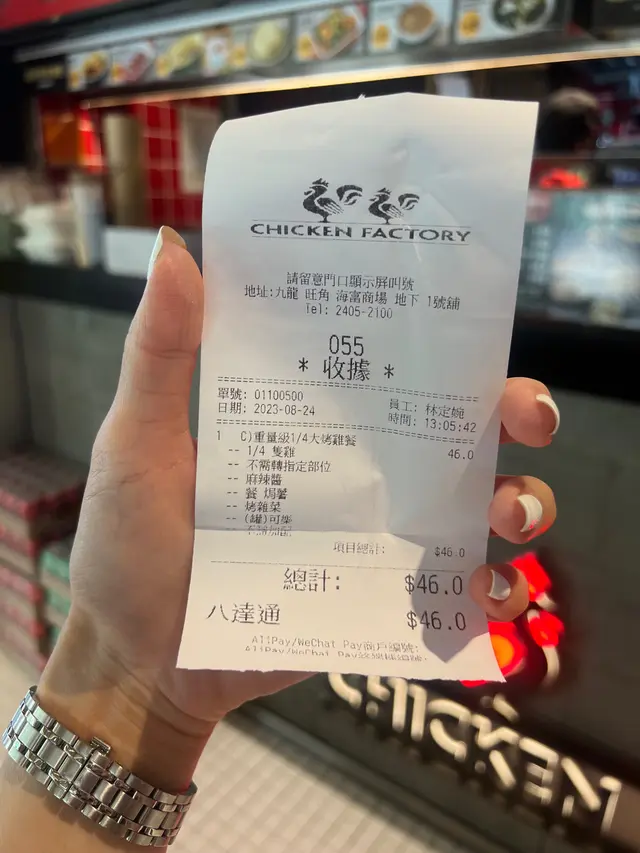 CHICKEN FACTORY
請留意門口顯示屏叫號
地址:九龍 旺角 海富商場 地下 1號舖
Tel: 2405-2100
055
* 收據 *
單號: 01100500 員工: 林定婉
日期: 2023-08-24 時間: 13:05:42
1 C)重量級1/4大烤雞餐 46.0
-- 1/4 隻雞
-- 不需轉指定部位
-- 麻辣醬
-- 餐 焗薯
-- 烤雜菜
-- (罐)可樂
項目總計: $46.0
總計: $46.0
八達通 $46.0
AliPay/WeChat Pay商戶編號:
CHICKEN